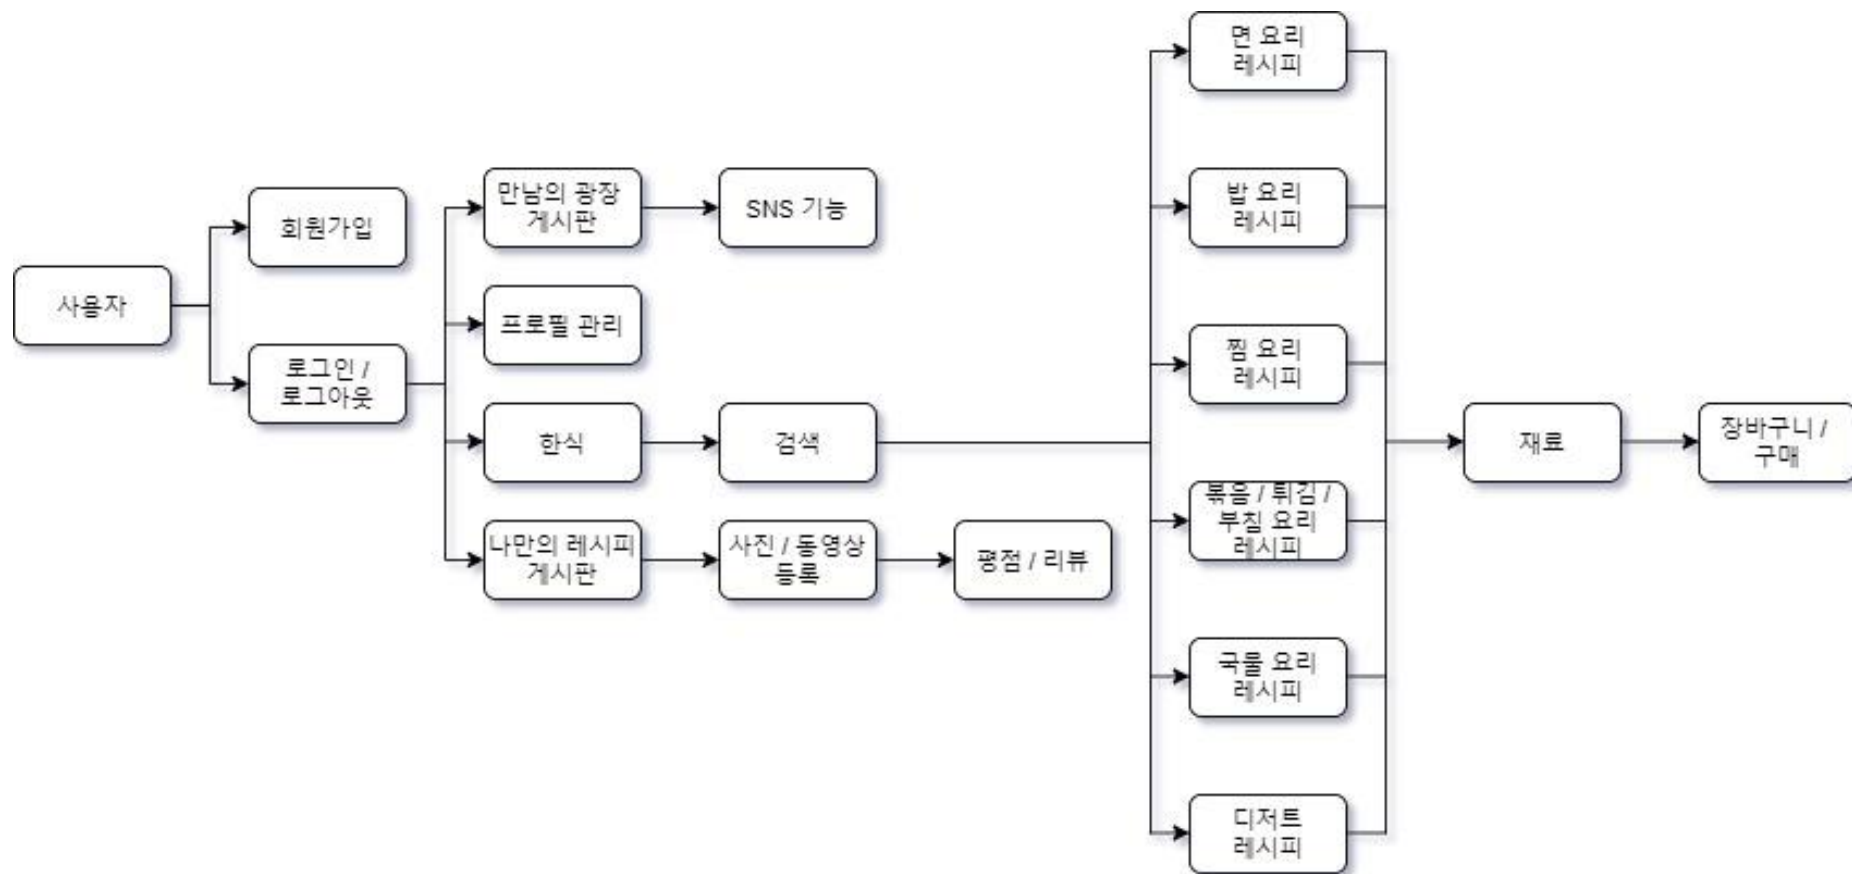 사용자
회원가입
로그인 /
로그아웃
만남의 광장
게시판
SNS 기능
프로필 관리
한식
검색
나만의 레시피
게시판
사진 / 동영상
등록
평점 / 리뷰
면 요리
레시피
밥 요리
레시피
찜 요리
레시피
볶음 / 튀김 /
부침 요리
레시피
국물 요리
레시피
디저트
레시피
재료
장바구니 /
구매